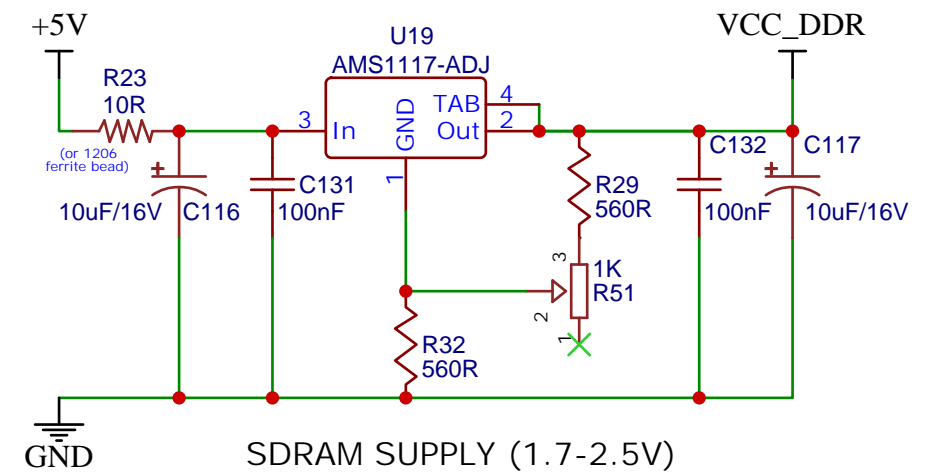 +5V
VCC_DDR
U19
AMS1117-ADJ
R23
10R
(or 1206
ferrite bead)
3
In
GND
TAB
Out
4
2
1
C132
C117
+
+
10uF/16V
C116
C131
100nF
R29
560R
100nF
10uF/16V
3
1K
R51
2
1
R32
560R
GND
SDRAM SUPPLY (1.7-2.5V)